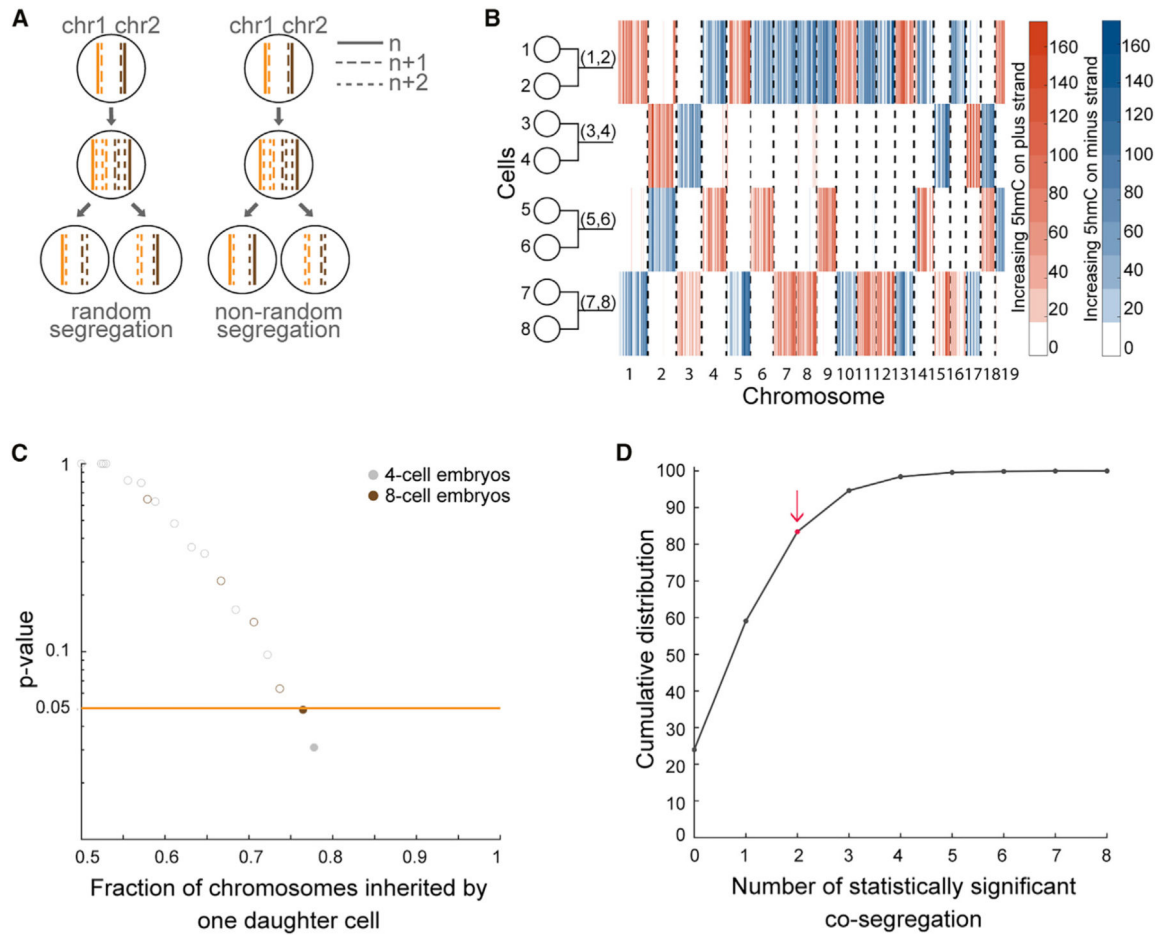 A
chr1 chr2
chr1 chr2
n
n+1
n+2
random
segregation
non-random
segregation
B
Cells
1
2
(1,2)
3
4
(3,4)
5
6
(5,6)
7
8
(7,8)
1 2 3 4 5 6 7 8 9 10 11 12 13 14 15 16 17 18 19
Chromosome
Increasing 5hmC on plus strand
160
140
120
100
80
60
40
20
0
Increasing 5hmC on minus strand
160
140
120
100
80
60
40
20
0
C
p-value
1
0.1
0.05
4-cell embryos
8-cell embryos
0.5 0.6 0.7 0.8 0.9 1
Fraction of chromosomes inherited by
one daughter cell
D
Cumulative distribution
100
90
80
70
60
50
40
30
20
10
0
0 1 2 3 4 5 6 7 8
Number of statistically significant
co-segregation